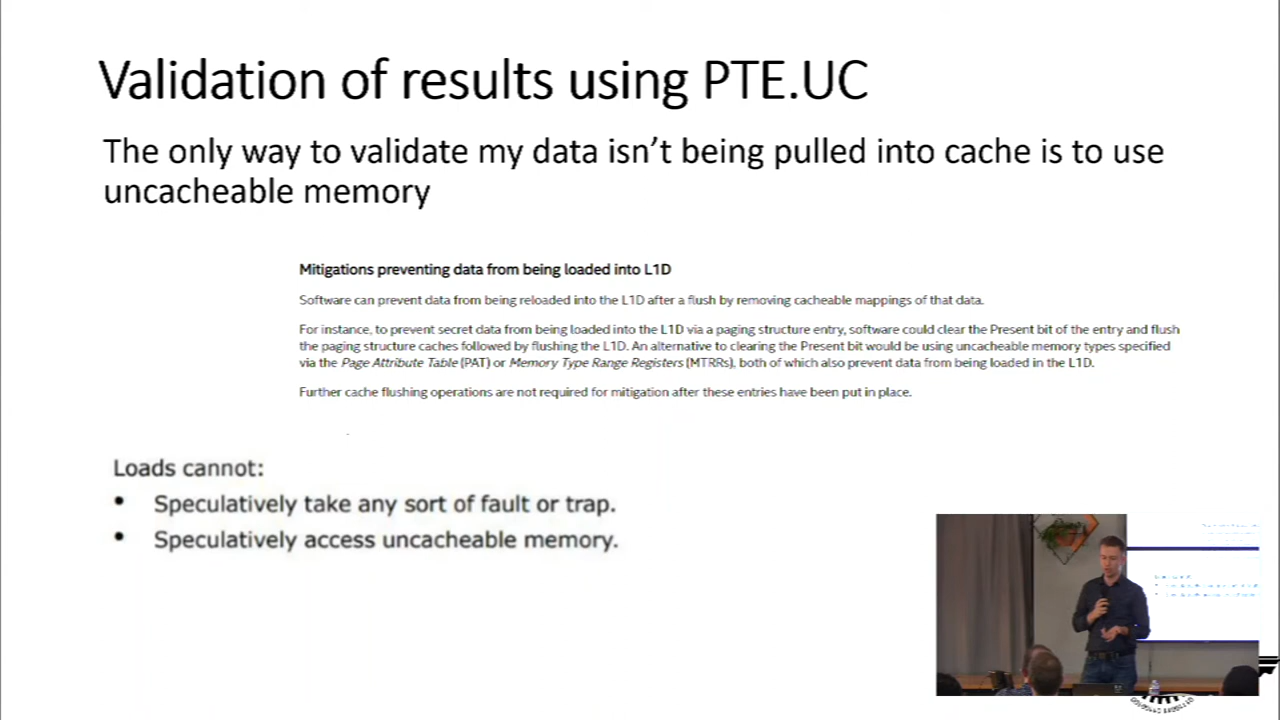 Validation of results using PTE.UC
The only way to validate my data isn't being pulled into cache is to use
uncacheable memory
Mitigations preventing data from being loaded into L1D
Software can prevent data from being reloaded into the L1D after a flush by removing cacheable mappings of that data.
For instance, to prevent secret data from being loaded into the L1D via a paging structure entry, software could clear the Present bit of the entry and flush
the paging structure caches followed by flushing the L1D. An alternative to clearing the Present bit would be using uncacheable memory types specified
via the Page Attribute Table (PAT) or Memory Type Range Registers (MTRRs), both of which also prevent data from being loaded in the L1D.
Further cache flushing operations are not required for mitigation after these entries have been put in place.
Loads cannot:
• Speculatively take any sort of fault or trap.
• Speculatively access uncacheable memory.